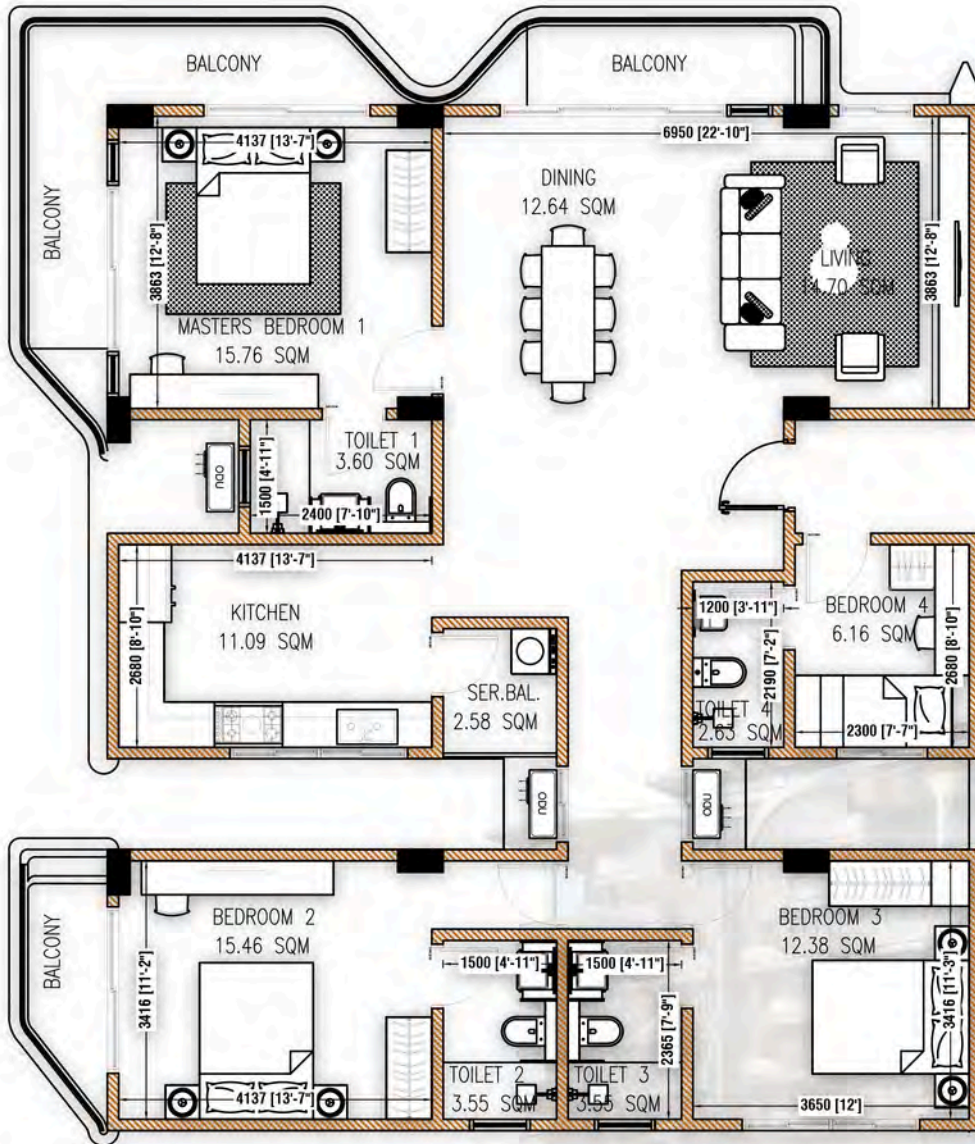 BALCONY
BALCONY
BALCONY
4137 [13'-7"]
6950 [22'-10"]
3863 [12'-8"]
MASTERS BEDROOM 1
15.76 SQM
DINING
12.64 SQM
LIVING
14.70 SQM
3863 [12'-8"]
TOILET 1
3.60 SQM
1500 [4'-11"]
2400 [7'-10"]
ODU
4137 [13'-7"]
KITCHEN
11.09 SQM
2680 [8'-10"]
SER.BAL.
2.58 SQM
1200 [3'-11"]
2190 [7'-2"]
TOILET 4
2.63 SQM
BEDROOM 4
6.16 SQM
2680 [8'-10"]
2300 [7'-7"]
ODU
ODU
BALCONY
BEDROOM 2
15.46 SQM
3416 [11'-2"]
4137 [13'-7"]
1500 [4'-11"]
TOILET 2
3.55 SQM
1500 [4'-11"]
2365 [7'-9"]
TOILET 3
3.55 SQM
BEDROOM 3
12.38 SQM
3416 [11'-3"]
3650 [12']